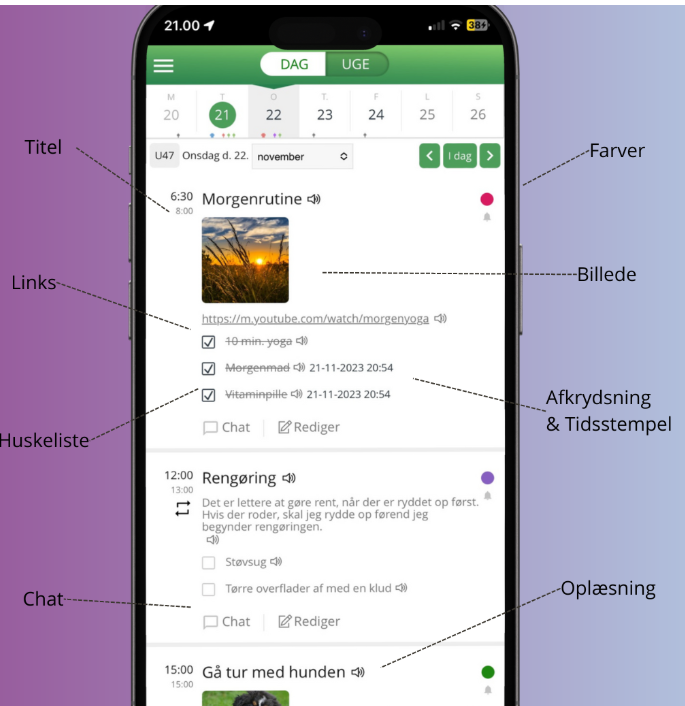 21.00
38
DAG UGE
M T O T. F L S
20 21 22 23 24 25 26
U47 Onsdag d. 22. november I dag
Titel
Farver
6:30 Morgenrutine
8:00
Billede
Links
https://m.youtube.com/watch/morgenyoga
10 min. yoga
Morgenmad 21-11-2023 20:54
Vitaminpille 21-11-2023 20:54
Afkrydsning
& Tidsstempel
Huskeliste
Chat Rediger
12:00 Rengøring
13:00
Det er lettere at gøre rent, når der er ryddet op først.
Hvis der roder, skal jeg rydde op førend jeg
begynder rengøringen.
Støvsug
Tørre overflader af med en klud
Oplæsning
Chat
Chat Rediger
15:00 Gå tur med hunden
15:00